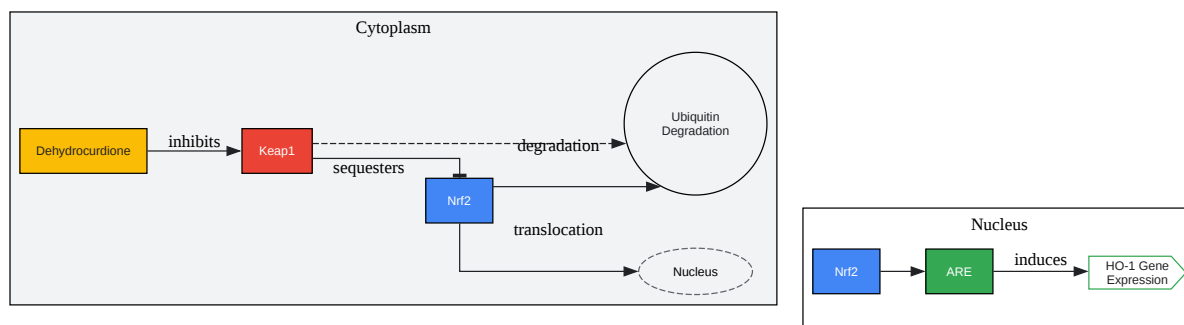 Cytoplasm
Ubiquitin
Degradation
Dehydrocurdione
inhibits
Keap1
degradation
sequesters
Nrf2
translocation
Nucleus
Nucleus
Nrf2
ARE
induces
HO-1 Gene
Expression